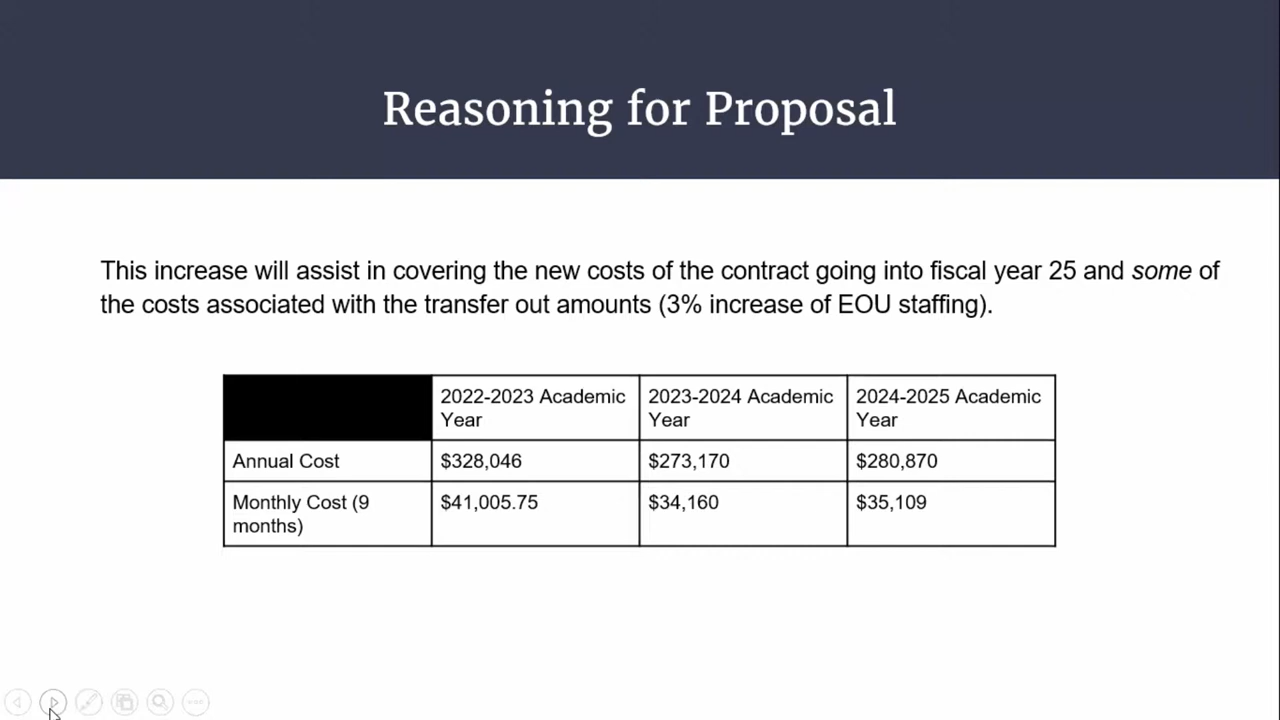 Reasoning for Proposal
This increase will assist in covering the new costs of the contract going into fiscal year 25 and some of
the costs associated with the transfer out amounts (3% increase of EOU staffing).
2022-2023 Academic Year
2023-2024 Academic Year
2024-2025 Academic Year
Annual Cost
$328,046
$273,170
$280,870
Monthly Cost (9 months)
$41,005.75
$34,160
$35,109